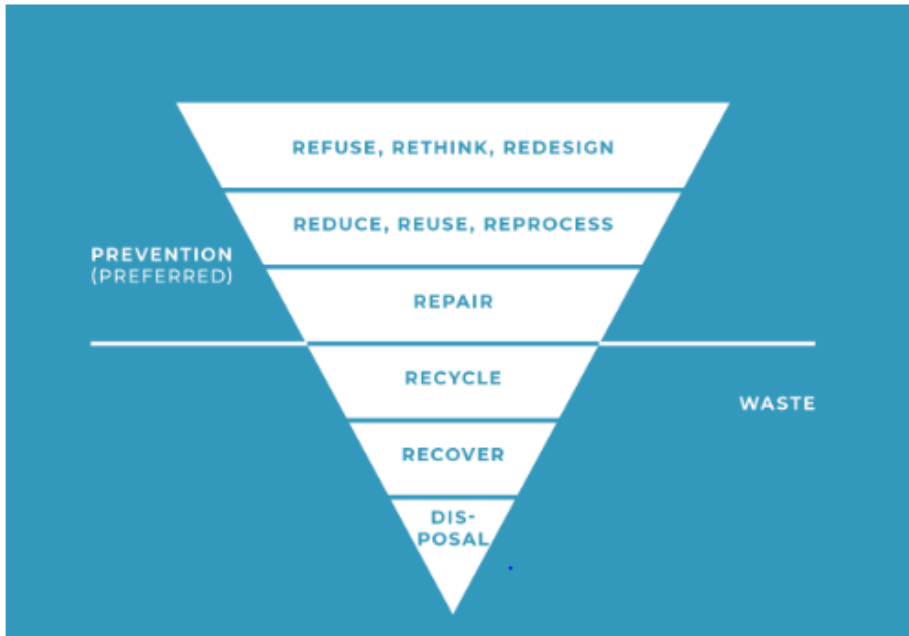 REFUSE, RETHINK, REDESIGN
REDUCE, REUSE, REPROCESS
PREVENTION
(PREFERRED)
REPAIR
RECYCLE
WASTE
RECOVER
DIS-
POSAL